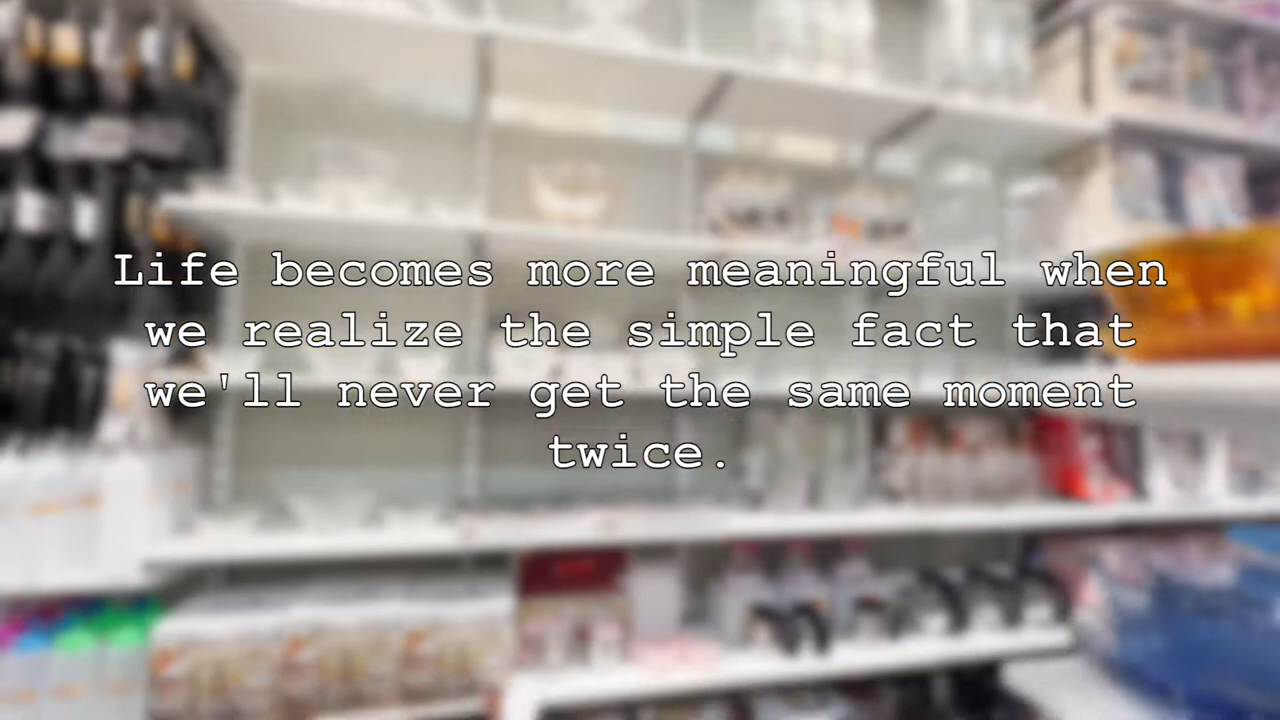 Life becomes more meaningful when
we realize the simple fact that
we'll never get the same moment
twice.